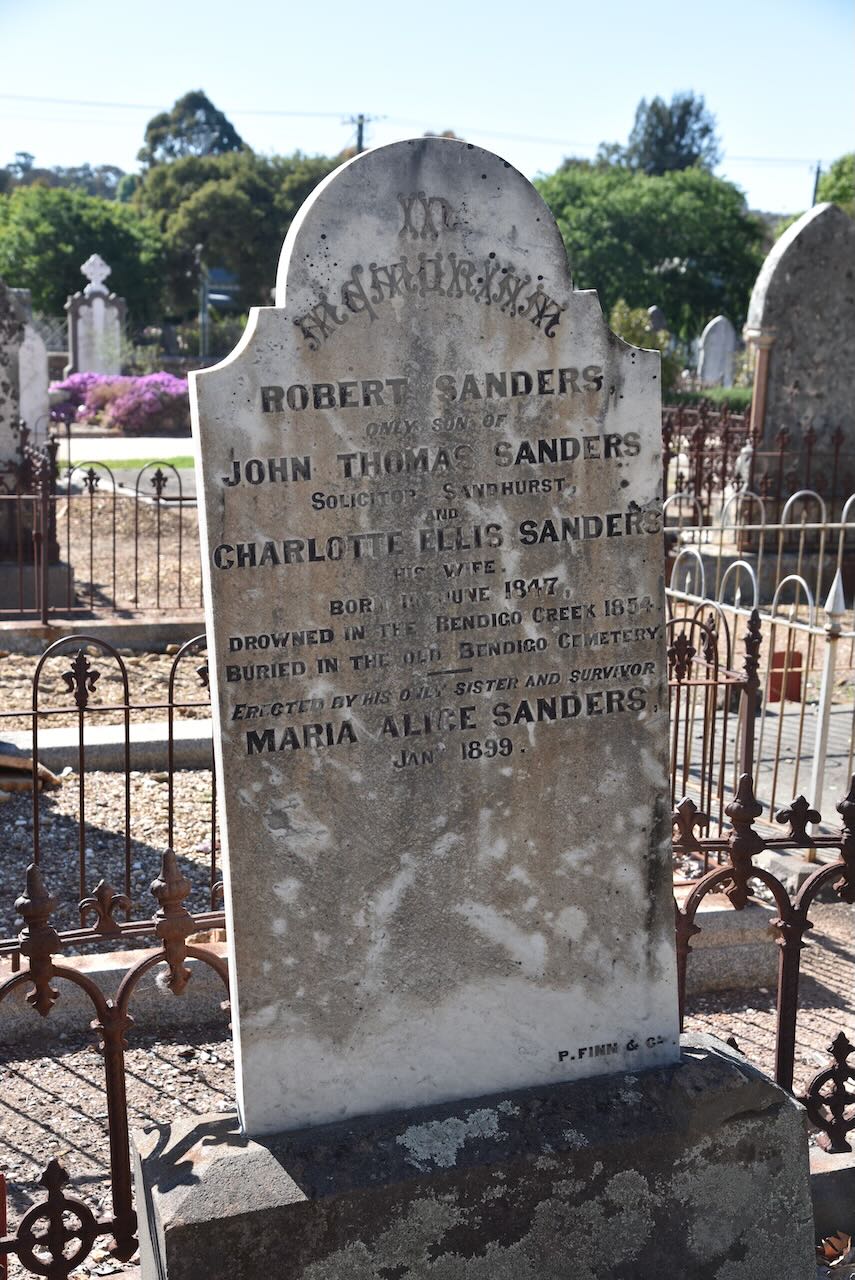 IN
MEMORIAM
ROBERT SANDERS,
ONLY SON OF
JOHN THOMAS SANDERS
SOLICITOR SANDHURST,
AND
CHARLOTTE ELLIS SANDERS
HIS WIFE.
BORN IN JUNE 1847,
DROWNED IN THE BENDIGO CREEK 1854.
BURIED IN THE OLD BENDIGO CEMETERY.
ERECTED BY HIS ONLY SISTER AND SURVIVOR
MARIA ALICE SANDERS,
JANY 1899.
P. FINN & CO.